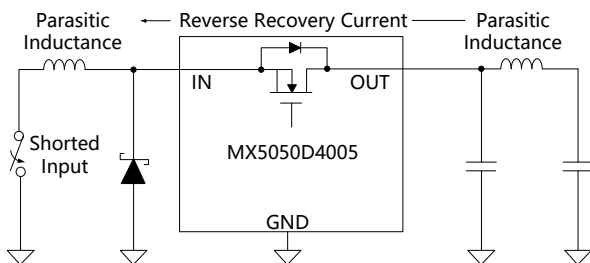 Parasitic
Inductance
Reverse Recovery Current
Parasitic
Inductance
IN
OUT
Shorted
Input
MX5050D4005
GND